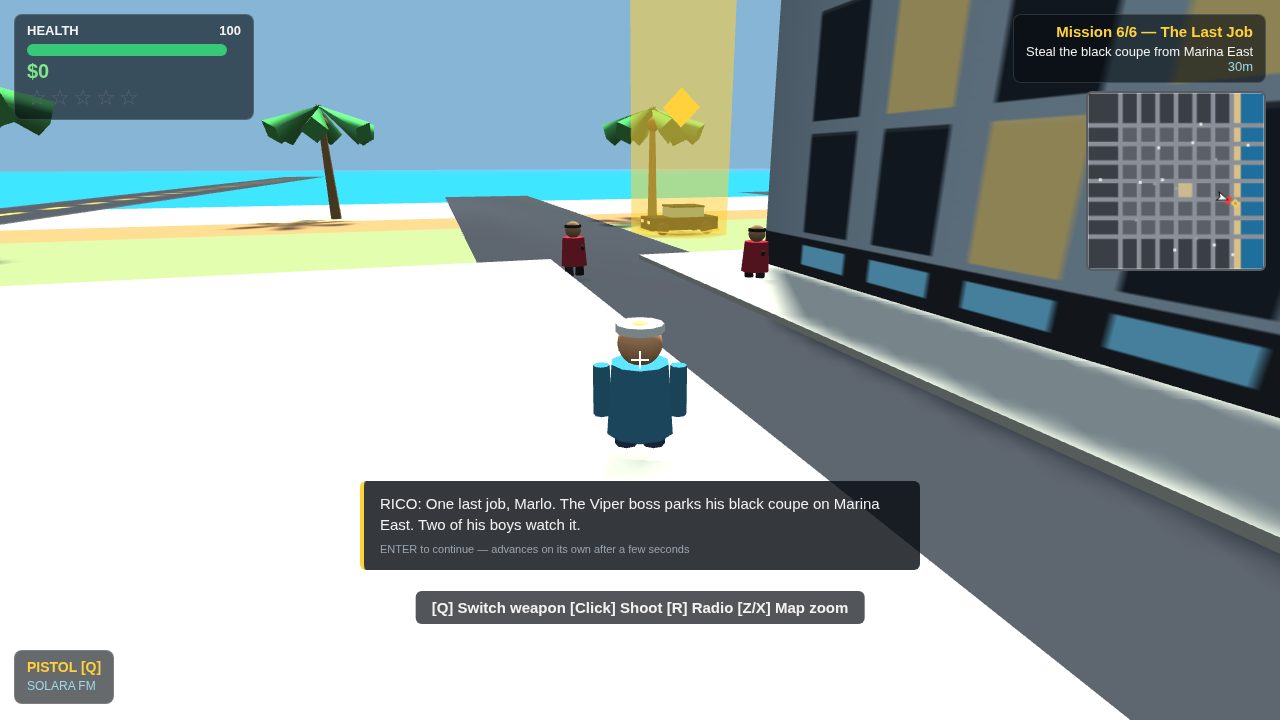 HEALTH 100
$0
☆☆☆☆☆
Mission 6/6 — The Last Job
Steal the black coupe from Marina East
30m
RICO: One last job, Marlo. The Viper boss parks his black coupe on Marina
East. Two of his boys watch it.
ENTER to continue — advances on its own after a few seconds
[Q] Switch weapon [Click] Shoot [R] Radio [Z/X] Map zoom
PISTOL [Q]
SOLARA FM